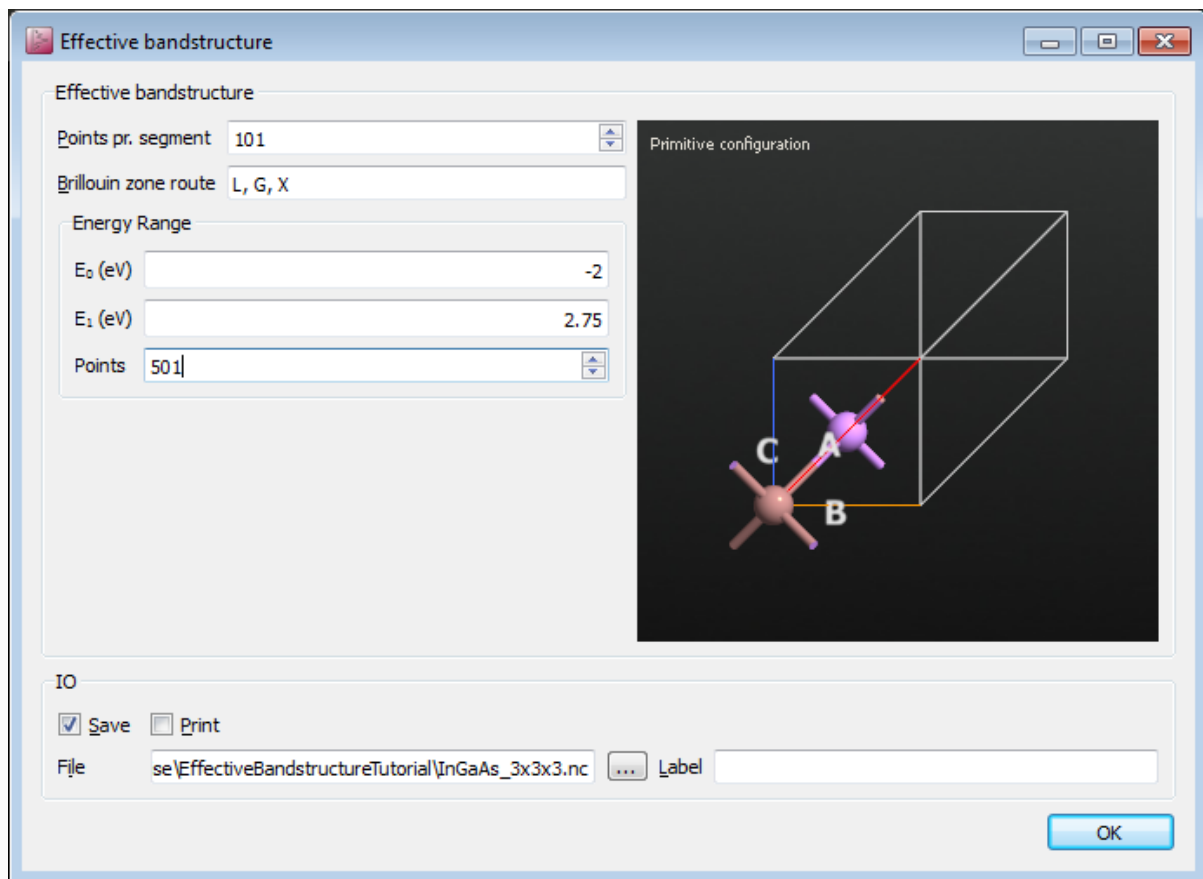 Effective bandstructure
Effective bandstructure
Points pr. segment 101
Brillouin zone route L, G, X
Energy Range
E₀ (eV) -2
E₁ (eV) 2.75
Points 501
Primitive configuration
C A
B
IO
Save Print
File se\EffectiveBandstructureTutorial\InGaAs_3x3x3.nc ... Label
OK